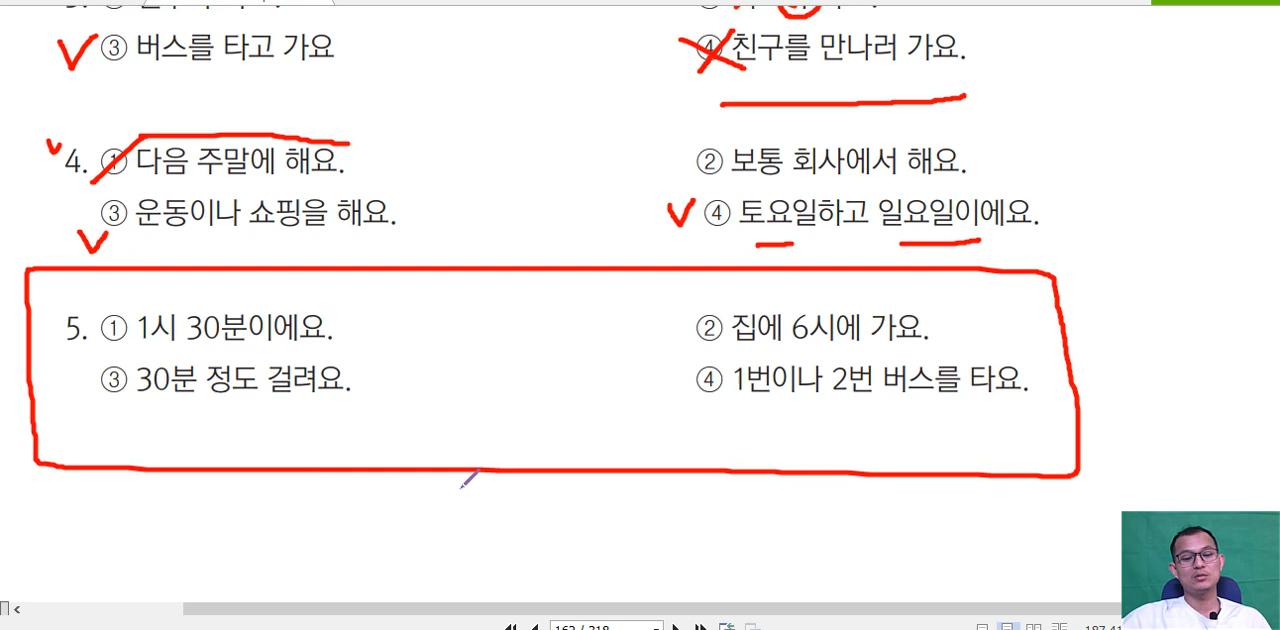 ③ 버스를 타고 가요
④ 친구를 만나러 가요.
4. ① 다음 주말에 해요.
② 보통 회사에서 해요.
③ 운동이나 쇼핑을 해요.
④ 토요일하고 일요일이에요.
5. ① 1시 30분이에요.
② 집에 6시에 가요.
③ 30분 정도 걸려요.
④ 1번이나 2번 버스를 타요.